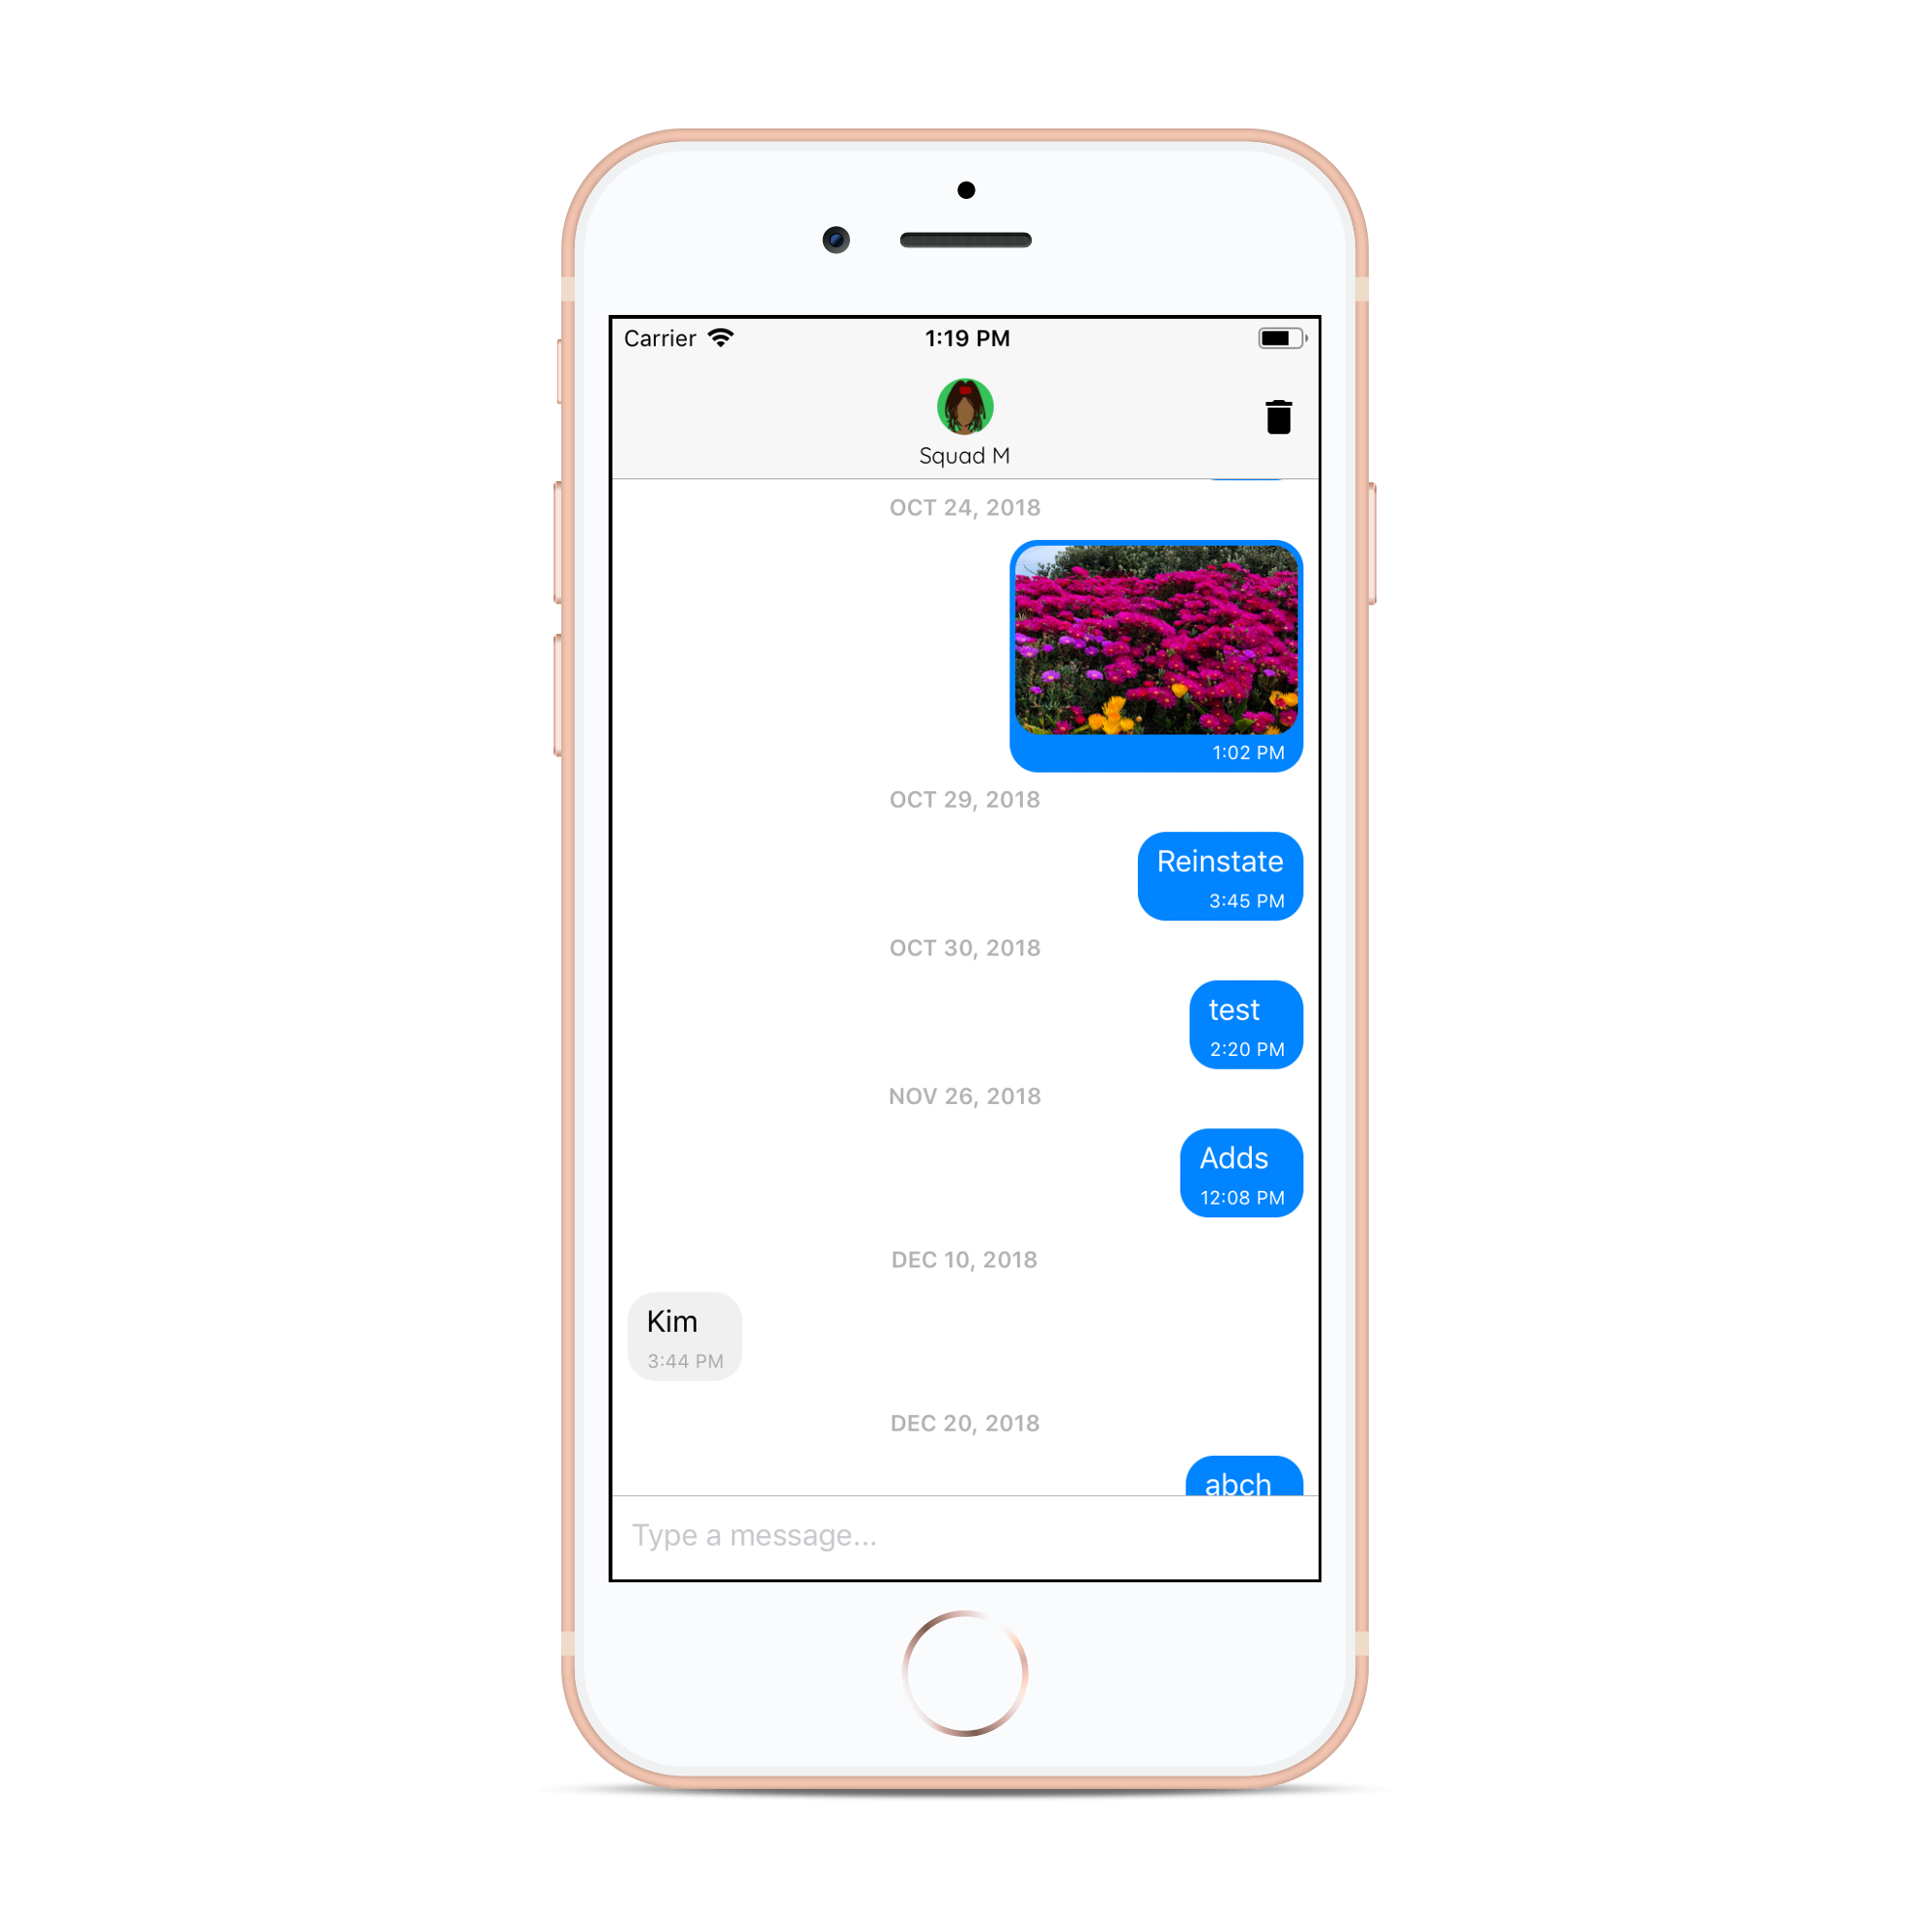 Carrier 1:19 PM
Squad M
OCT 24, 2018
1:02 PM
OCT 29, 2018
Reinstate
3:45 PM
OCT 30, 2018
test
2:20 PM
NOV 26, 2018
Adds
12:08 PM
DEC 10, 2018
Kim
3:44 PM
DEC 20, 2018
abch
Type a message...